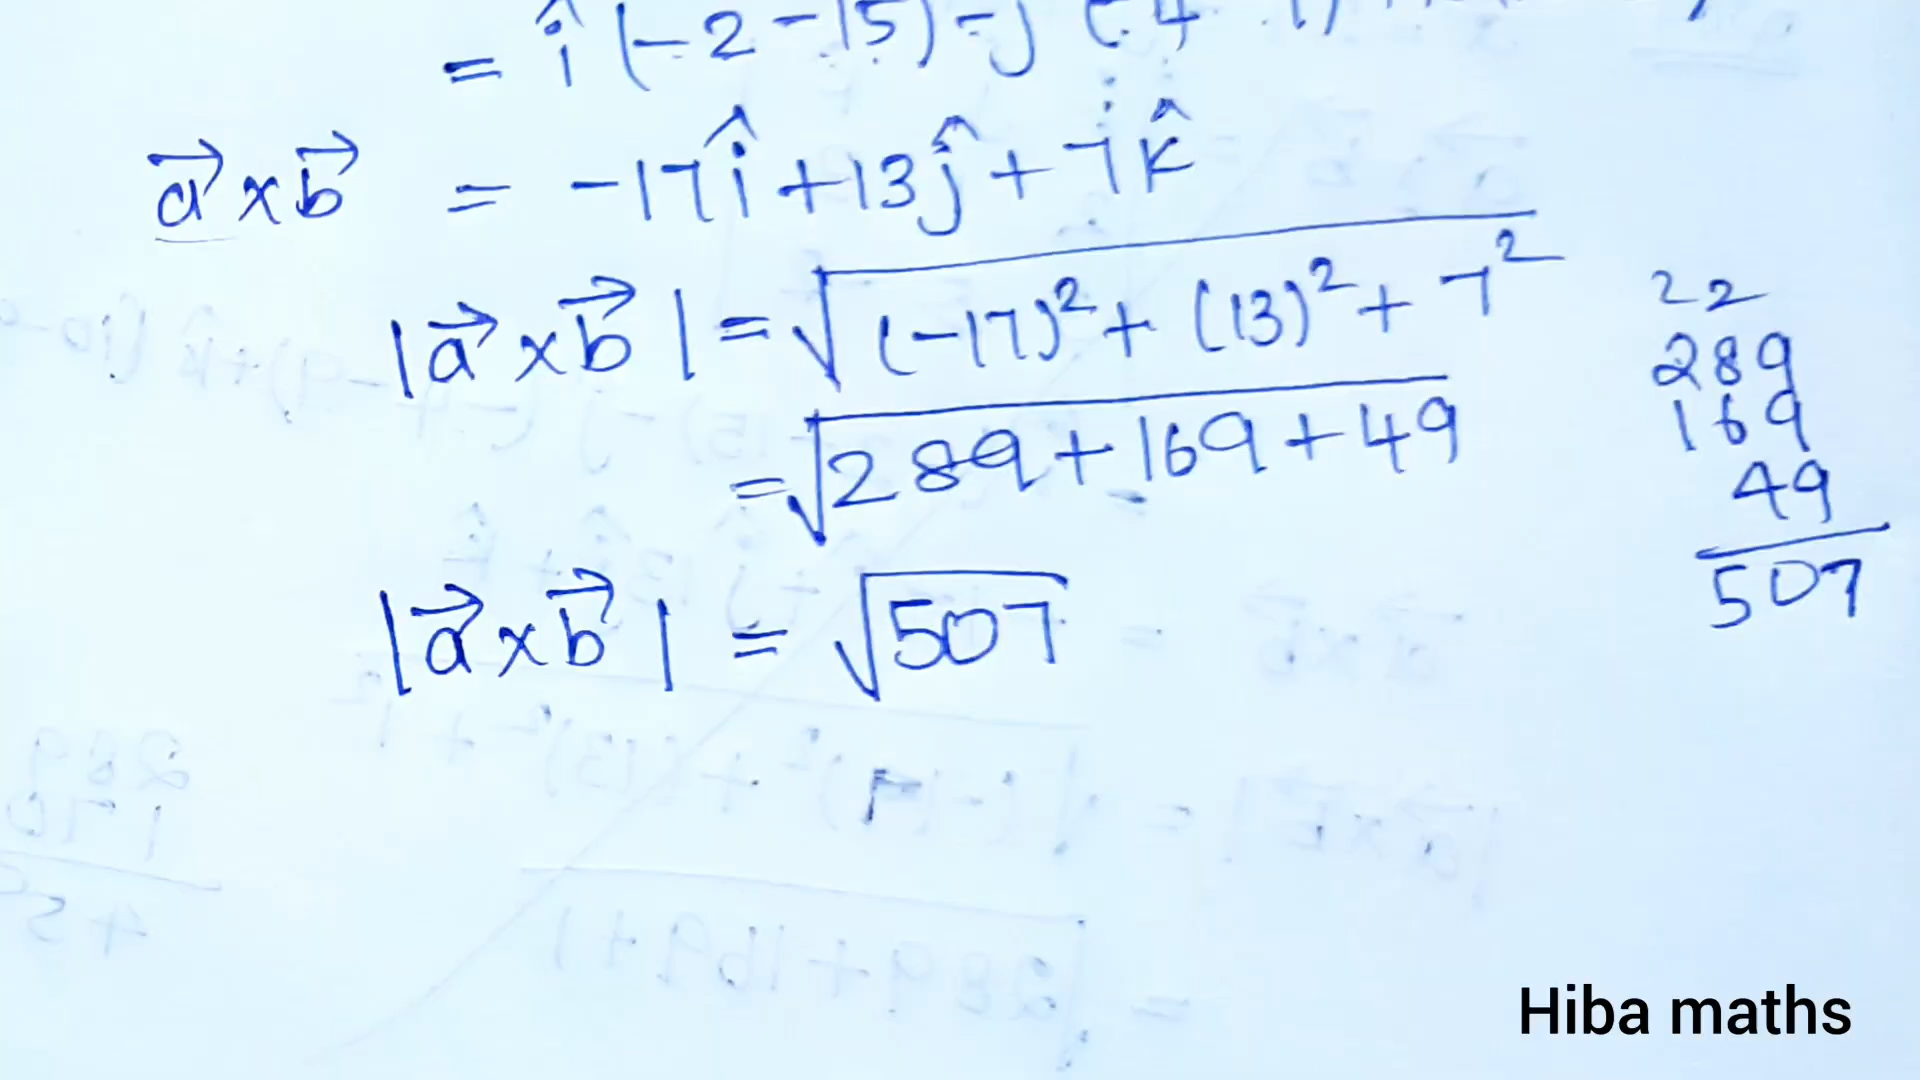 = î (-2-15)-j (-4
a⃗ × b⃗ = -17î + 13ĵ + 7k̂
|a⃗ × b⃗| = √(-17)² + (13)² + 7²
= √289 + 169 + 49
|a⃗ × b⃗| = √507
22
289
169
49
507
Hiba maths